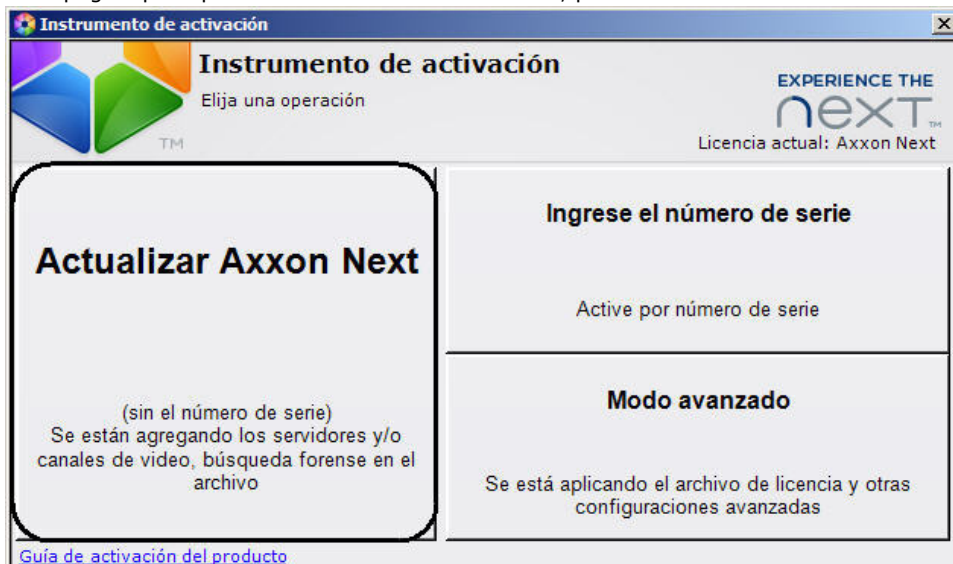 Instrumento de activación
Instrumento de activación
Elija una operación
TM
EXPERIENCE THE
next TM
Licencia actual: Axxon Next
Actualizar Axxon Next
(sin el número de serie)
Se están agregando los servidores y/o
canales de video, búsqueda forense en el
archivo
Ingrese el número de serie
Active por número de serie
Modo avanzado
Se está aplicando el archivo de licencia y otras
configuraciones avanzadas
Guía de activación del producto